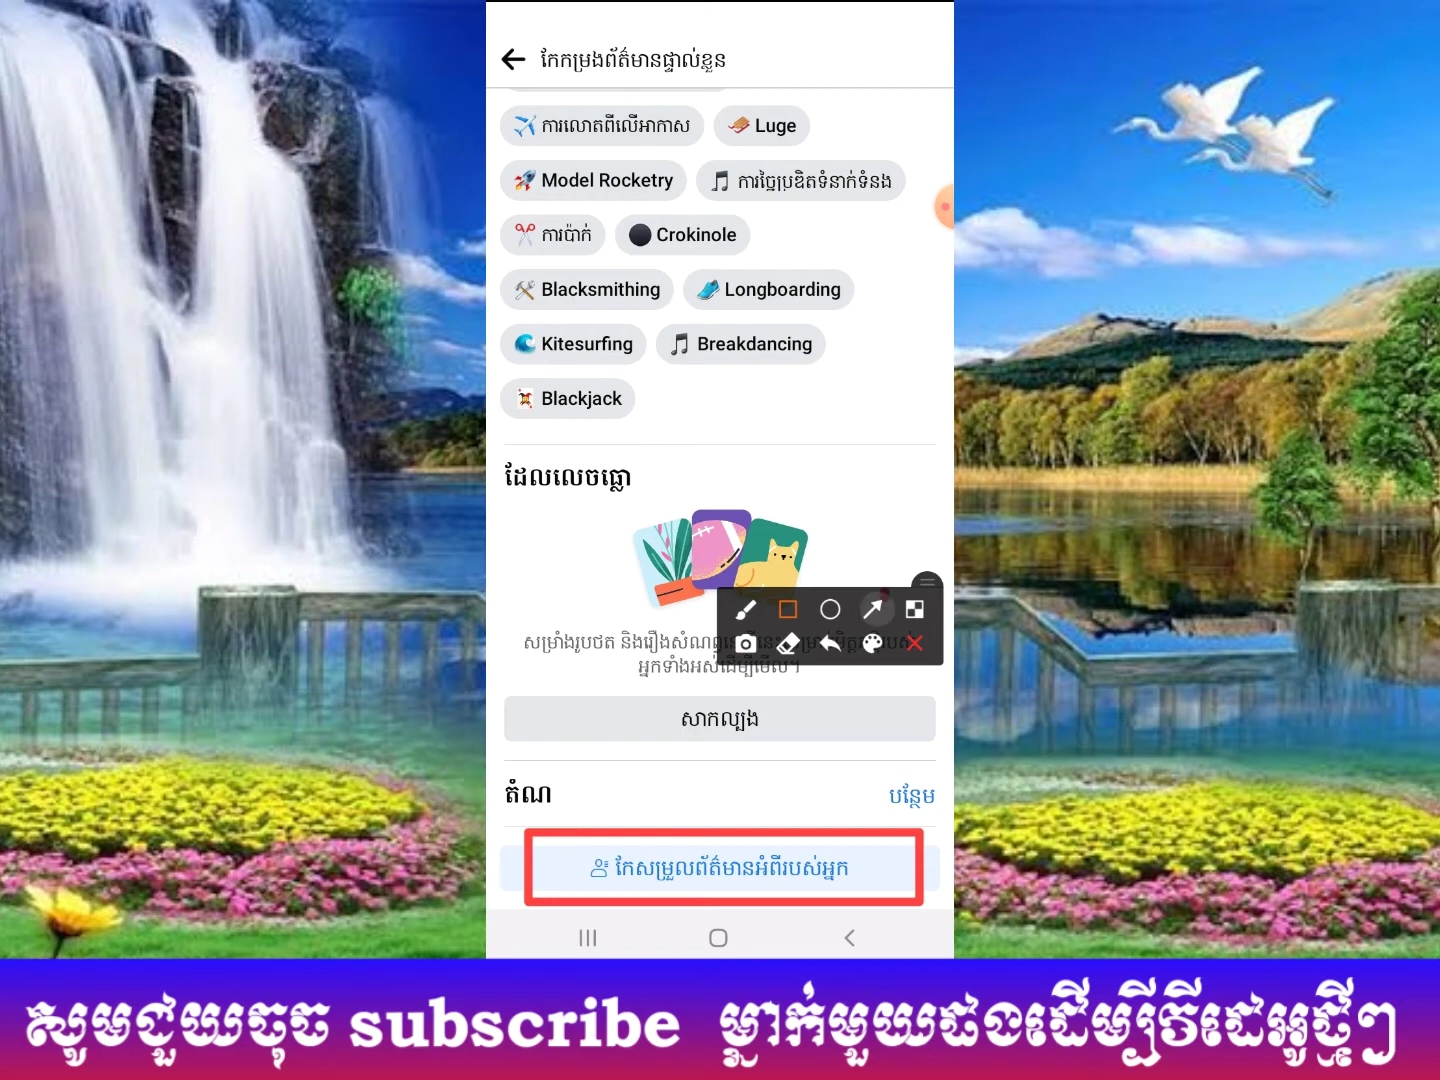 កែកម្រងព័ត៌មានផ្ទាល់ខ្លួន
ការលោតពីលើអាកាស Luge
Model Rocketry ការច្នៃប្រឌិតទំនាក់ទំនង
ការប៉ាក់ Crokinole
Blacksmithing Longboarding
Kitesurfing Breakdancing
Blackjack
ដែលលេចធ្លោ
សម្រាំងរូបថត និងរឿងសំណព្វ
អ្នកទាំងអស់ដើម្បីមើល។
សាកល្បង
តំណ បន្ថែម
កែសម្រួលព័ត៌មានអំពីរបស់អ្នក
សូមជួយចុច subscribe ម្នាក់មួយផងដើម្បីវីដេអូថ្មីៗ